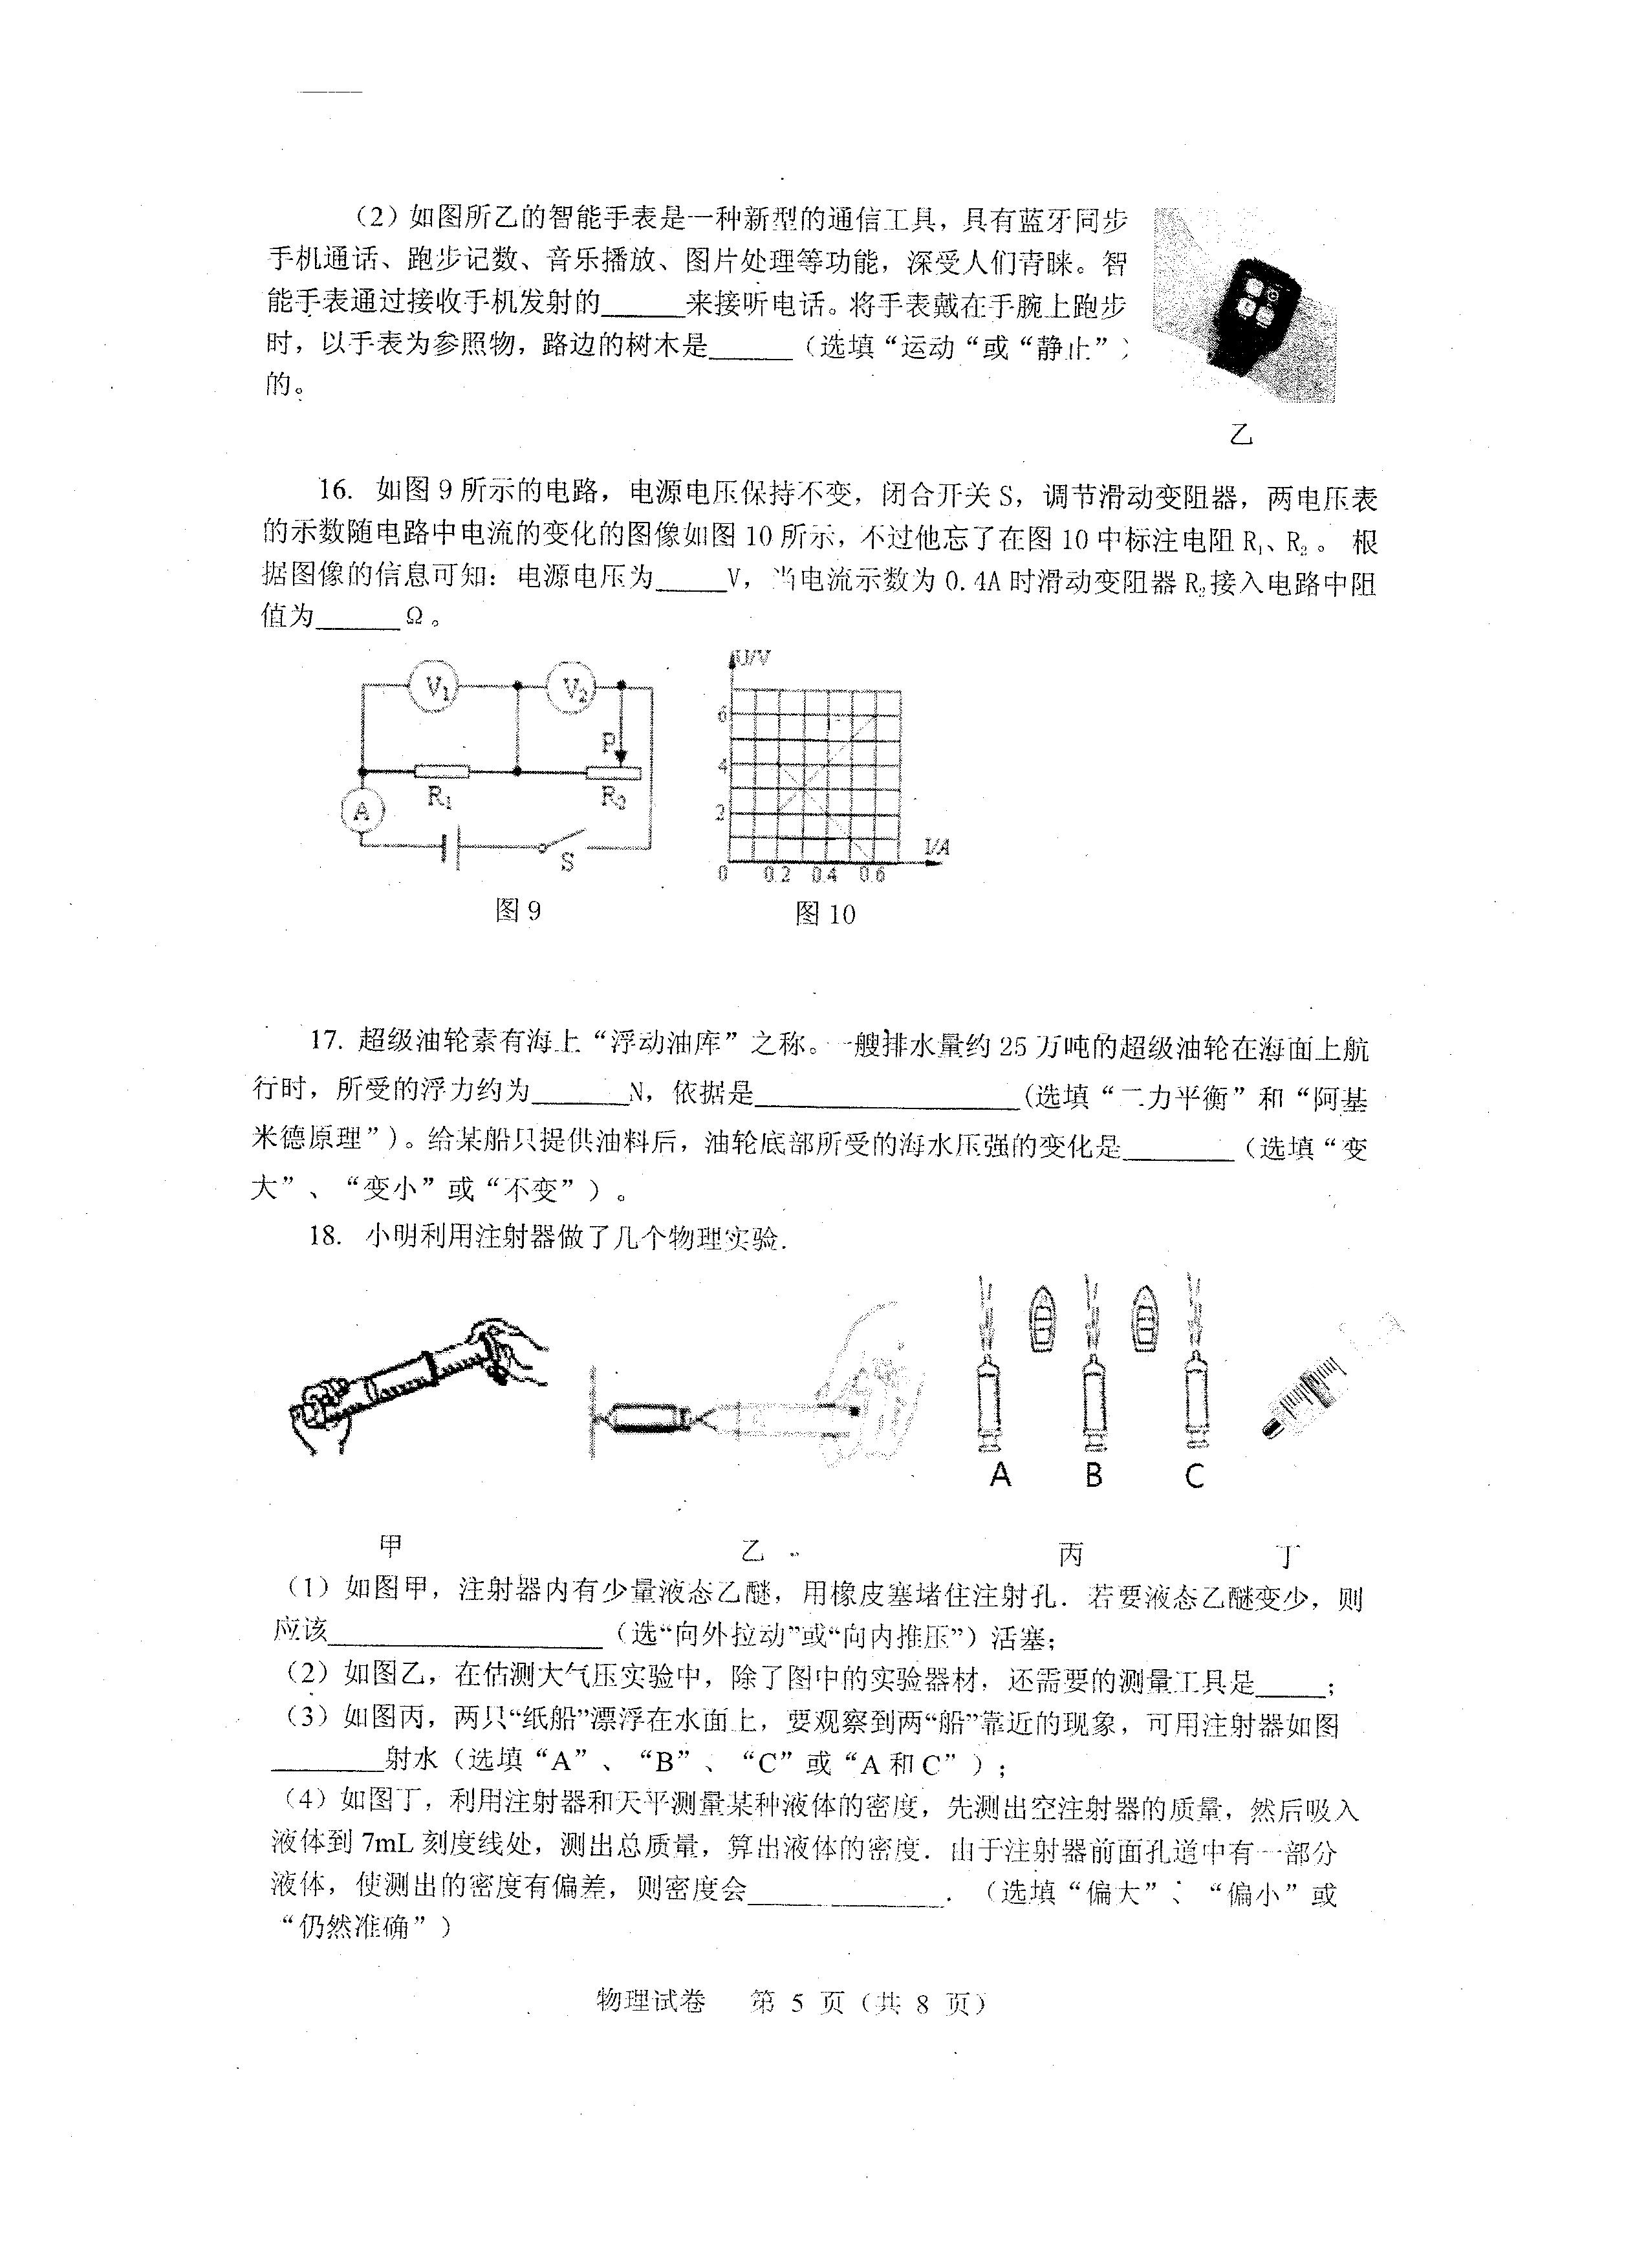 （2）如图所乙的智能手表是一种新型的通信工具，具有蓝牙同步
手机通话、跑步记数、音乐播放、图片处理等功能，深受人们青睐。智
能手表通过接收手机发射的______来接听电话。将手表戴在手腕上跑步
时，以手表为参照物，路边的树木是______（选填“运动“或“静止”）
的。
乙
16. 如图9所示的电路，电源电压保持不变，闭合开关S，调节滑动变阻器，两电压表
的示数随电路中电流的变化的图像如图10所示，不过他忘了在图10中标注电阻R₁、R₂。 根
据图像的信息可知：电源电压为_____V，当电流示数为0.4A时滑动变阻器R₂接入电路中阻
值为______Ω。
V₁ V₂
P
R₁ R₂
A
S
U/V
6
4
2
0 0.2 0.4 0.6 I/A
图9 图10
17. 超级油轮素有海上“浮动油库”之称。一艘排水量约25万吨的超级油轮在海面上航
行时，所受的浮力约为_______N，依据是___________________(选填“二力平衡”和“阿基
米德原理”)。给某船只提供油料后，油轮底部所受的海水压强的变化是________（选填“变
大”、“变小”或“不变”）。
18. 小明利用注射器做了几个物理实验.
A B C
甲 乙 丙 丁
（1）如图甲，注射器内有少量液态乙醚，用橡皮塞堵住注射孔．若要液态乙醚变少，则
应该____________________（选“向外拉动”或“向内推压”）活塞；
（2）如图乙，在估测大气压实验中，除了图中的实验器材，还需要的测量工具是_____；
（3）如图丙，两只“纸船”漂浮在水面上，要观察到两“船”靠近的现象，可用注射器如图
________射水（选填“A”、“B”、“C”或“A和C”）；
（4）如图丁，利用注射器和天平测量某种液体的密度，先测出空注射器的质量，然后吸入
液体到7mL刻度线处，测出总质量，算出液体的密度．由于注射器前面孔道中有一部分
液体，使测出的密度有偏差，则密度会______________．（选填“偏大”、“偏小”或
“仍然准确”）
物理试卷 第 5 页（共 8 页）